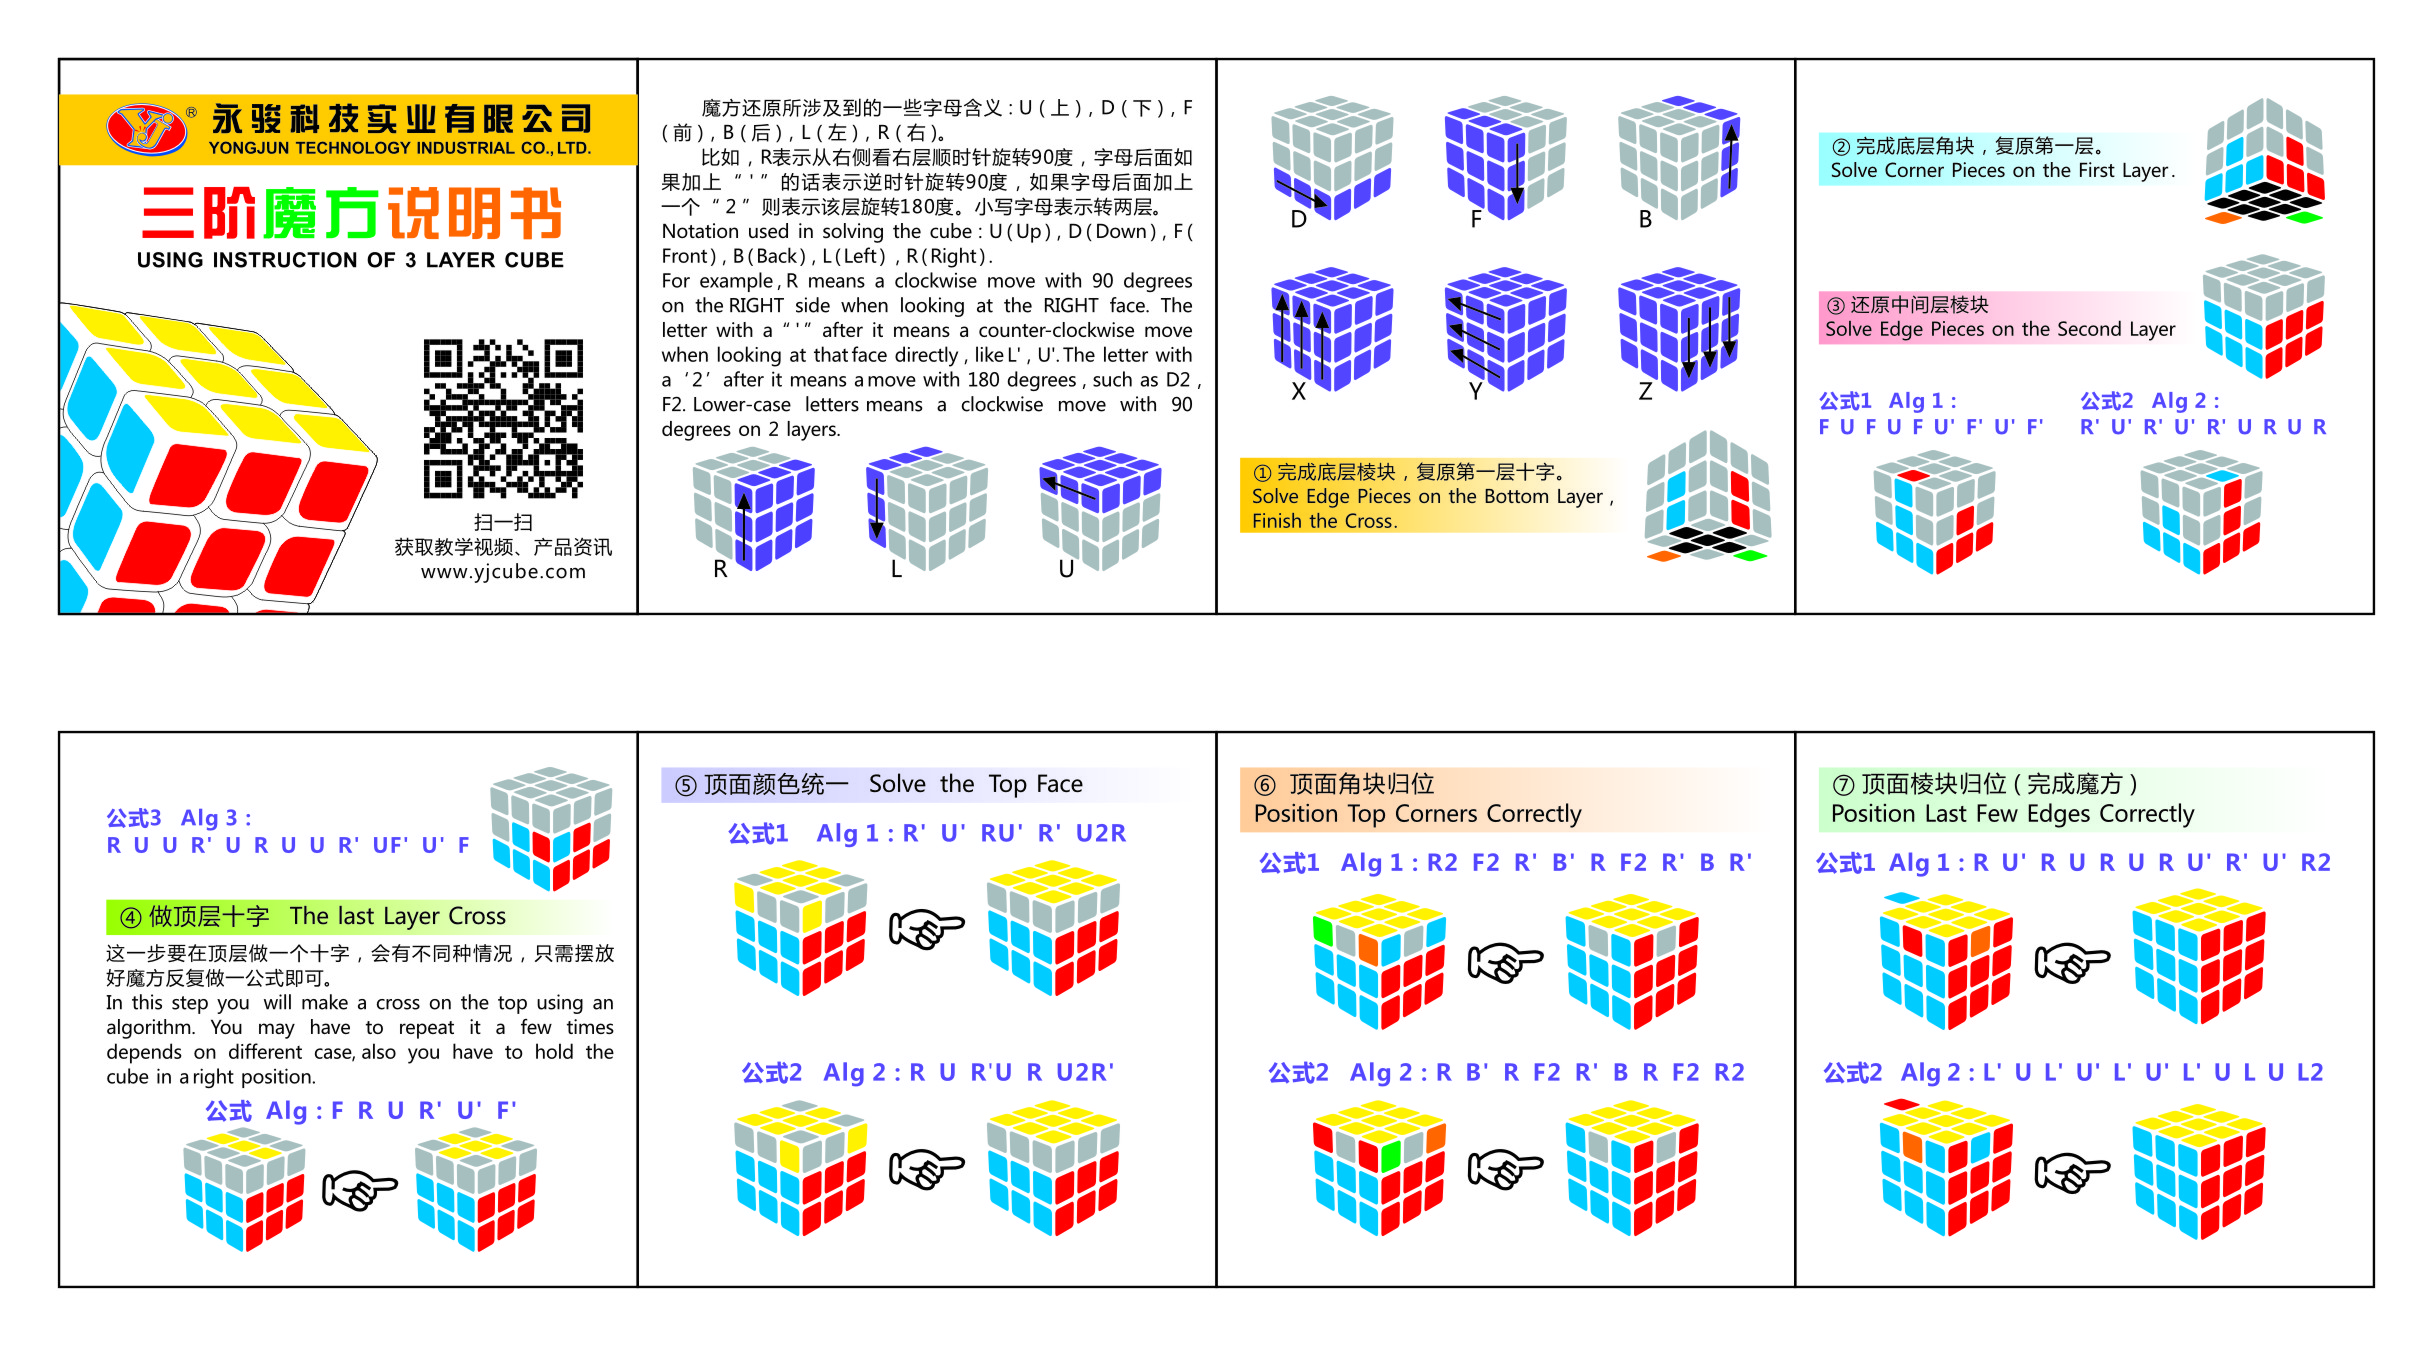 永骏科技实业有限公司
YONGJUN TECHNOLOGY INDUSTRIAL CO., LTD.
三阶魔方说明书
USING INSTRUCTION OF 3 LAYER CUBE
扫一扫
获取教学视频、产品资讯
www.yjcube.com
魔方还原所涉及到的一些字母含义：U（上），D（下），F
（前），B（后），L（左），R（右）。
比如，R表示从右侧看右层顺时针旋转90度，字母后面如
果加上“ ' ”的话表示逆时针旋转90度，如果字母后面加上
一个“ 2 ”则表示该层旋转180度。小写字母表示转两层。
Notation used in solving the cube : U ( Up ) , D ( Down ) , F (
Front ) , B ( Back ) , L ( Left ) , R ( Right ) .
For example , R means a clockwise move with 90 degrees
on the RIGHT side when looking at the RIGHT face. The
letter with a “ ' ” after it means a counter-clockwise move
when looking at that face directly , like L' , U'. The letter with
a ‘ 2 ’ after it means a move with 180 degrees , such as D2 ,
F2. Lower-case letters means a clockwise move with 90
degrees on 2 layers.
R L U
D F B
X Y Z
① 完成底层棱块，复原第一层十字。
Solve Edge Pieces on the Bottom Layer ,
Finish the Cross.
② 完成底层角块，复原第一层。
Solve Corner Pieces on the First Layer .
③ 还原中间层棱块
Solve Edge Pieces on the Second Layer
公式1 Alg 1 :
F U F U F U' F' U' F'
公式2 Alg 2 :
R' U' R' U' R' U R U R
公式3 Alg 3 :
R U U R' U R U U R' UF' U' F
④ 做顶层十字 The last Layer Cross
这一步要在顶层做一个十字，会有不同种情况，只需摆放
好魔方反复做一公式即可。
In this step you will make a cross on the top using an
algorithm. You may have to repeat it a few times
depends on different case, also you have to hold the
cube in a right position.
公式 Alg : F R U R' U' F'
⑤ 顶面颜色统一 Solve the Top Face
公式1 Alg 1 : R' U' RU' R' U2R
公式2 Alg 2 : R U R'U R U2R'
⑥ 顶面角块归位
Position Top Corners Correctly
公式1 Alg 1 : R2 F2 R' B' R F2 R' B R'
公式2 Alg 2 : R B' R F2 R' B R F2 R2
⑦ 顶面棱块归位（完成魔方）
Position Last Few Edges Correctly
公式1 Alg 1 : R U' R U R U R U' R' U' R2
公式2 Alg 2 : L' U L' U' L' U' L' U L U L2